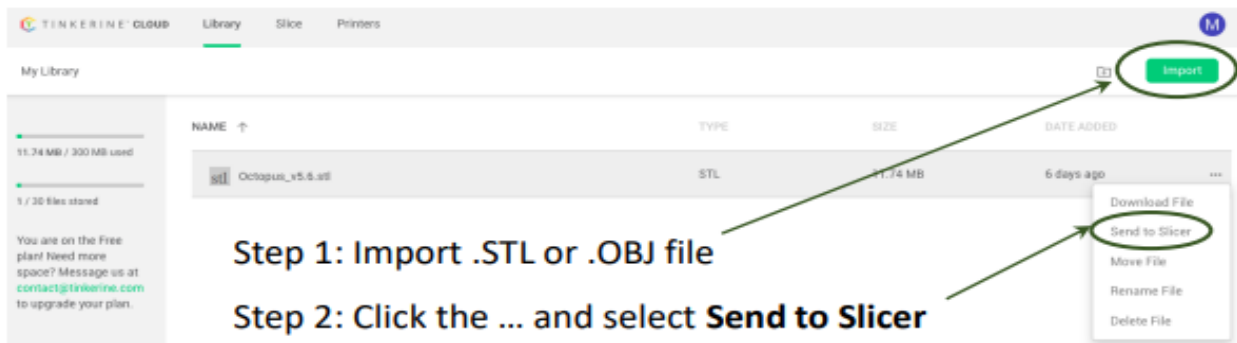 TINKERINE CLOUD Library Slice Printers M
My Library Import
NAME ↑ TYPE SIZE DATE ADDED
11.74 MB / 300 MB used
stl Octopus_v5.6.stl STL 11.74 MB 6 days ago ...
1 / 30 files stored
Download File
Send to Slicer
Move File
Rename File
Delete File
You are on the Free
plan! Need more
space? Message us at
contact@tinkerine.com
to upgrade your plan.
Step 1: Import .STL or .OBJ file
Step 2: Click the ... and select Send to Slicer